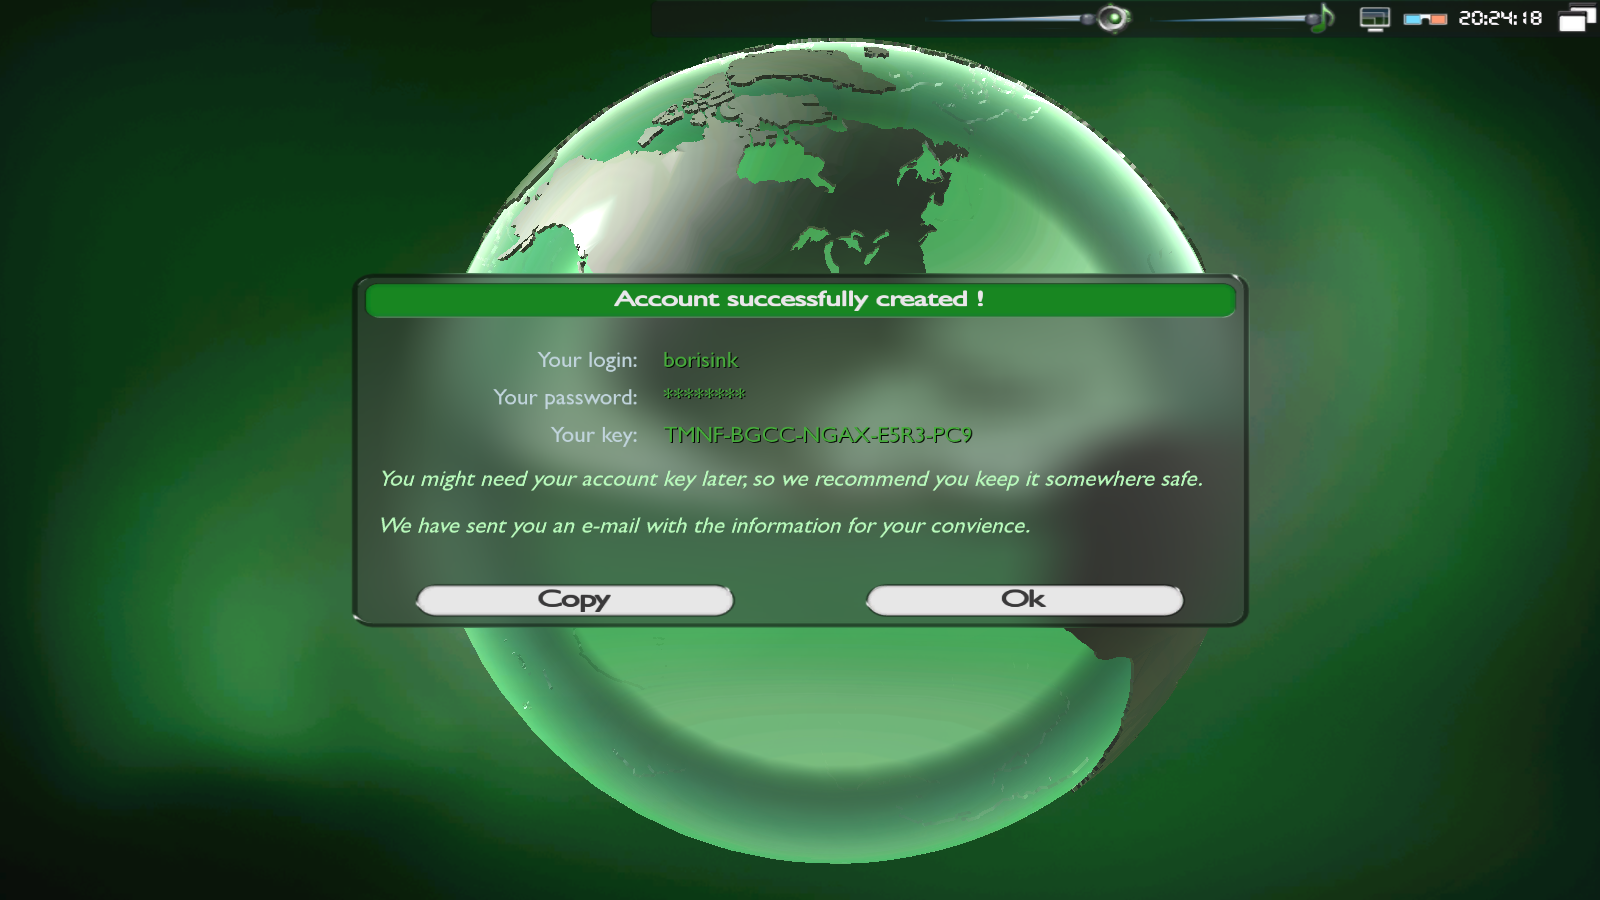 20:24:18
Account successfully created !
Your login: borisink
Your password: ********
Your key: TMNF-BGCC-NGAX-E5R3-PC9
You might need your account key later, so we recommend you keep it somewhere safe.
We have sent you an e-mail with the information for your convience.
Copy Ok